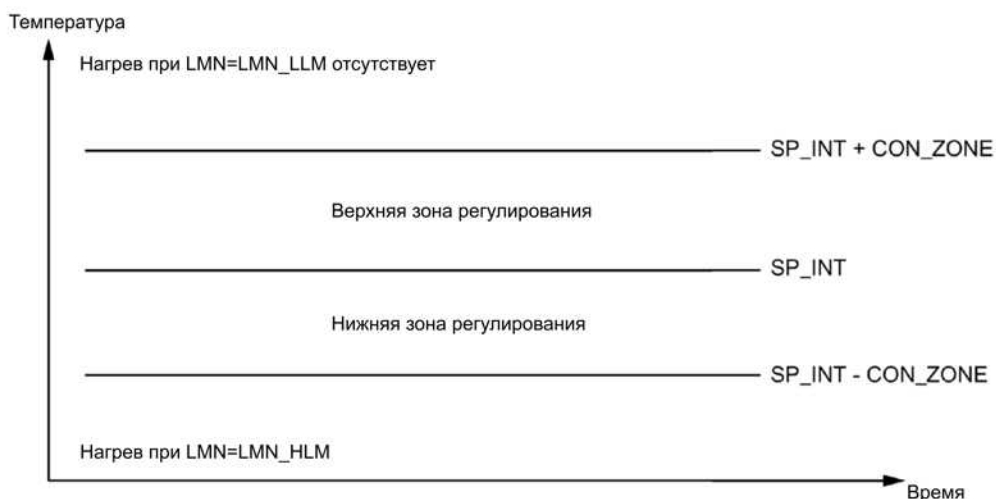 Температура
Нагрев при LMN=LMN_LLM отсутствует
SP_INT + CON_ZONE
Верхняя зона регулирования
SP_INT
Нижняя зона регулирования
SP_INT - CON_ZONE
Нагрев при LMN=LMN_HLM
Время